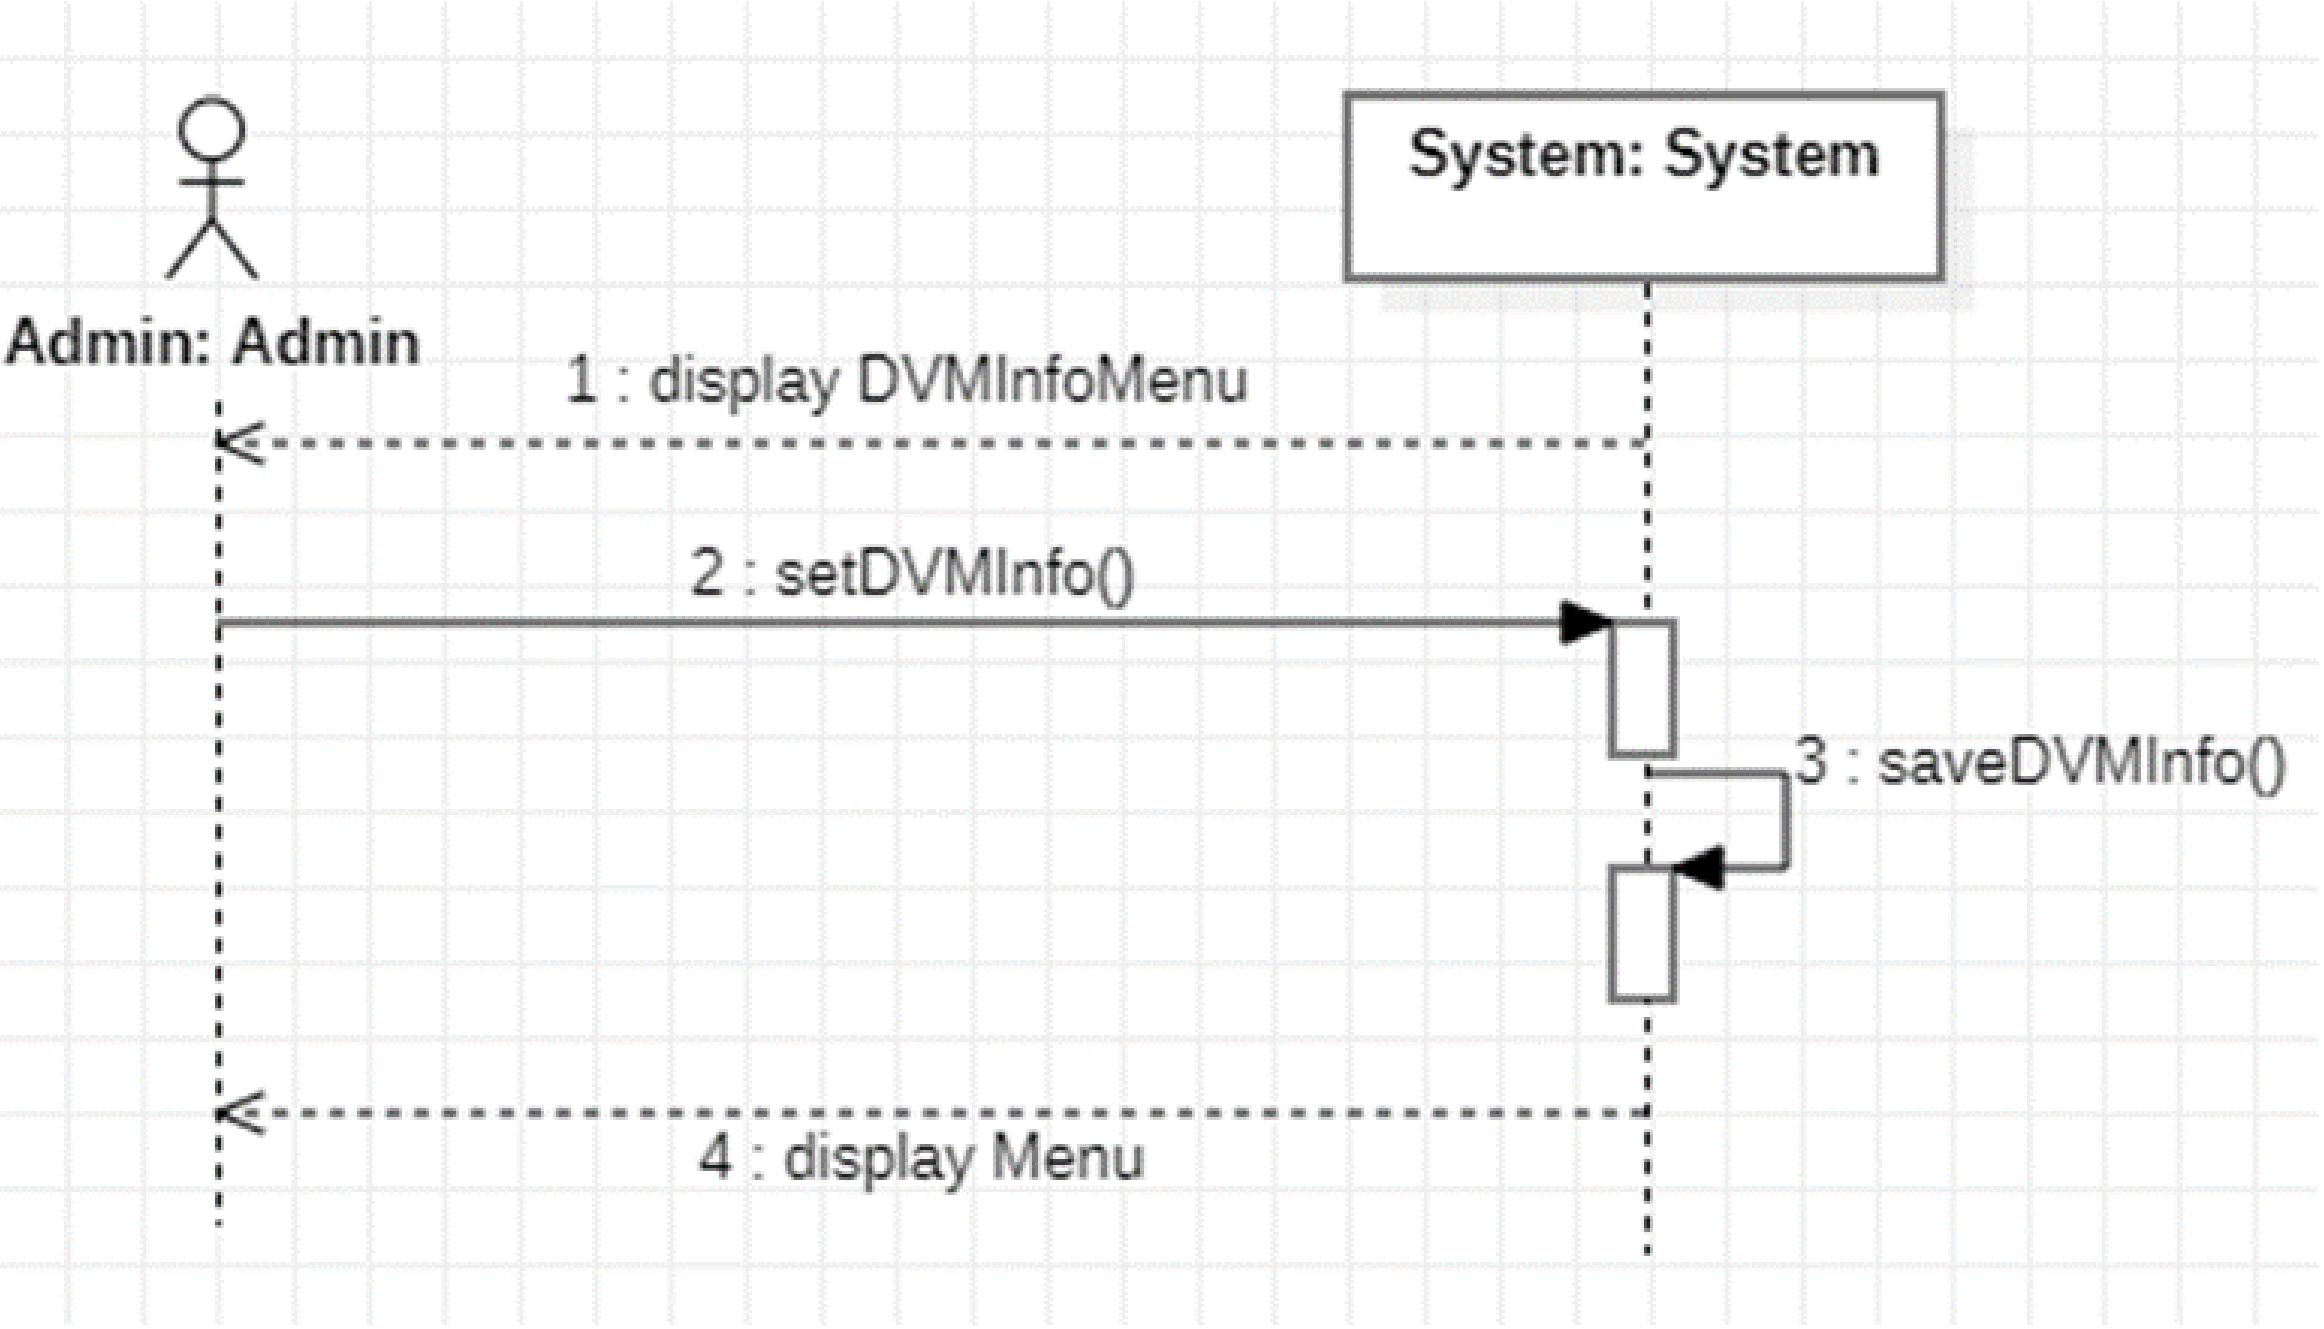 System: System
Admin: Admin
1 : display DVMInfoMenu
2 : setDVMInfo()
3 : saveDVMInfo()
4 : display Menu